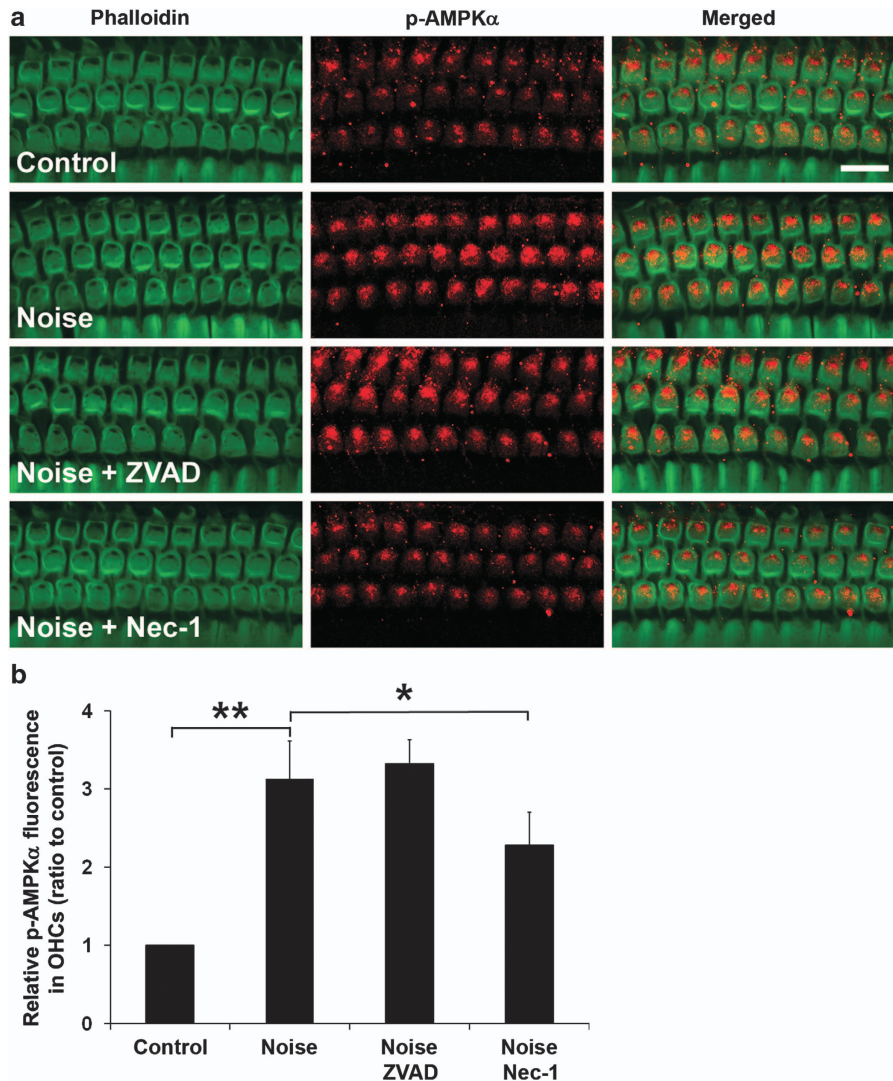 a
Phalloidin p-AMPKα Merged
Control
Noise
Noise + ZVAD
Noise + Nec-1
b
Relative p-AMPKα fluorescence
in OHCs (ratio to control)
4
3
2
1
0
**
*
Control Noise Noise Noise
ZVAD Nec-1